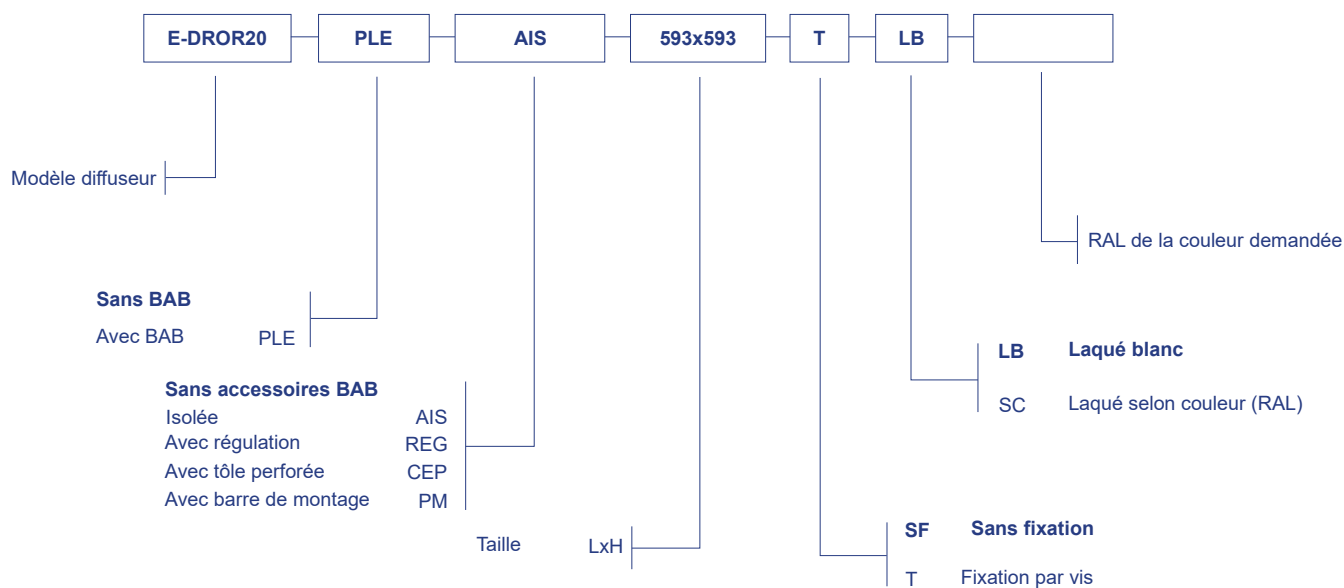 E-DROR20 PLE AIS 593x593 T LB
Modèle diffuseur
RAL de la couleur demandée
Sans BAB
Avec BAB PLE
LB Laqué blanc
SC Laqué selon couleur (RAL)
Sans accessoires BAB
Isolée AIS
Avec régulation REG
Avec tôle perforée CEP
Avec barre de montage PM
Taille LxH
SF Sans fixation
T Fixation par vis